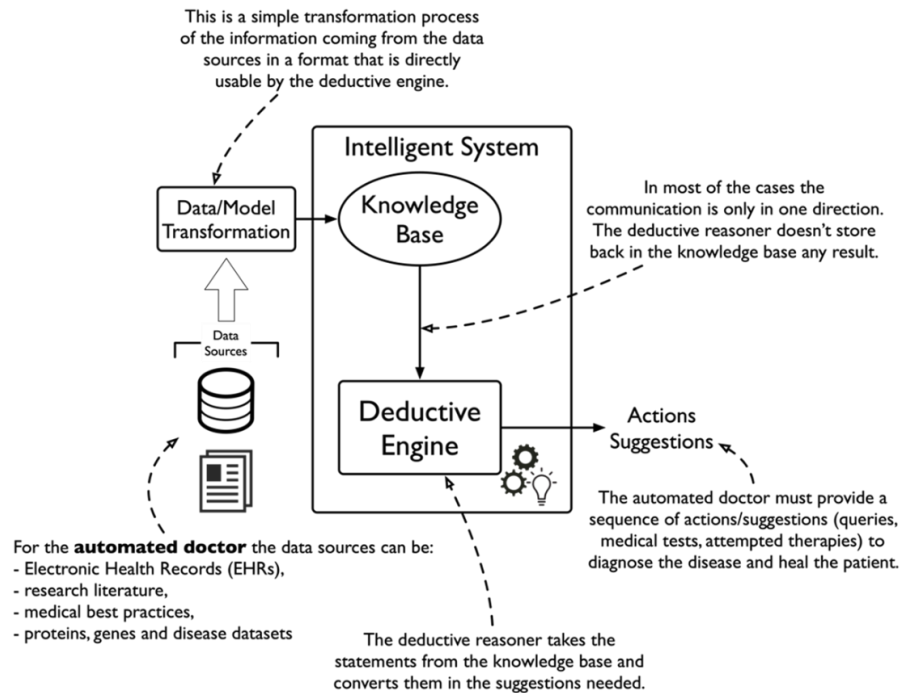 This is a simple transformation process
of the information coming from the data
sources in a format that is directly
usable by the deductive engine.
Intelligent System
Data/Model
Transformation
Knowledge
Base
In most of the cases the
communication is only in one direction.
The deductive reasoner doesn't store
back in the knowledge base any result.
Data
Sources
Deductive
Engine
Actions
Suggestions
The automated doctor must provide a
sequence of actions/suggestions (queries,
medical tests, attempted therapies) to
diagnose the disease and heal the patient.
For the automated doctor the data sources can be:
- Electronic Health Records (EHRs),
- research literature,
- medical best practices,
- proteins, genes and disease datasets
The deductive reasoner takes the
statements from the knowledge base and
converts them in the suggestions needed.